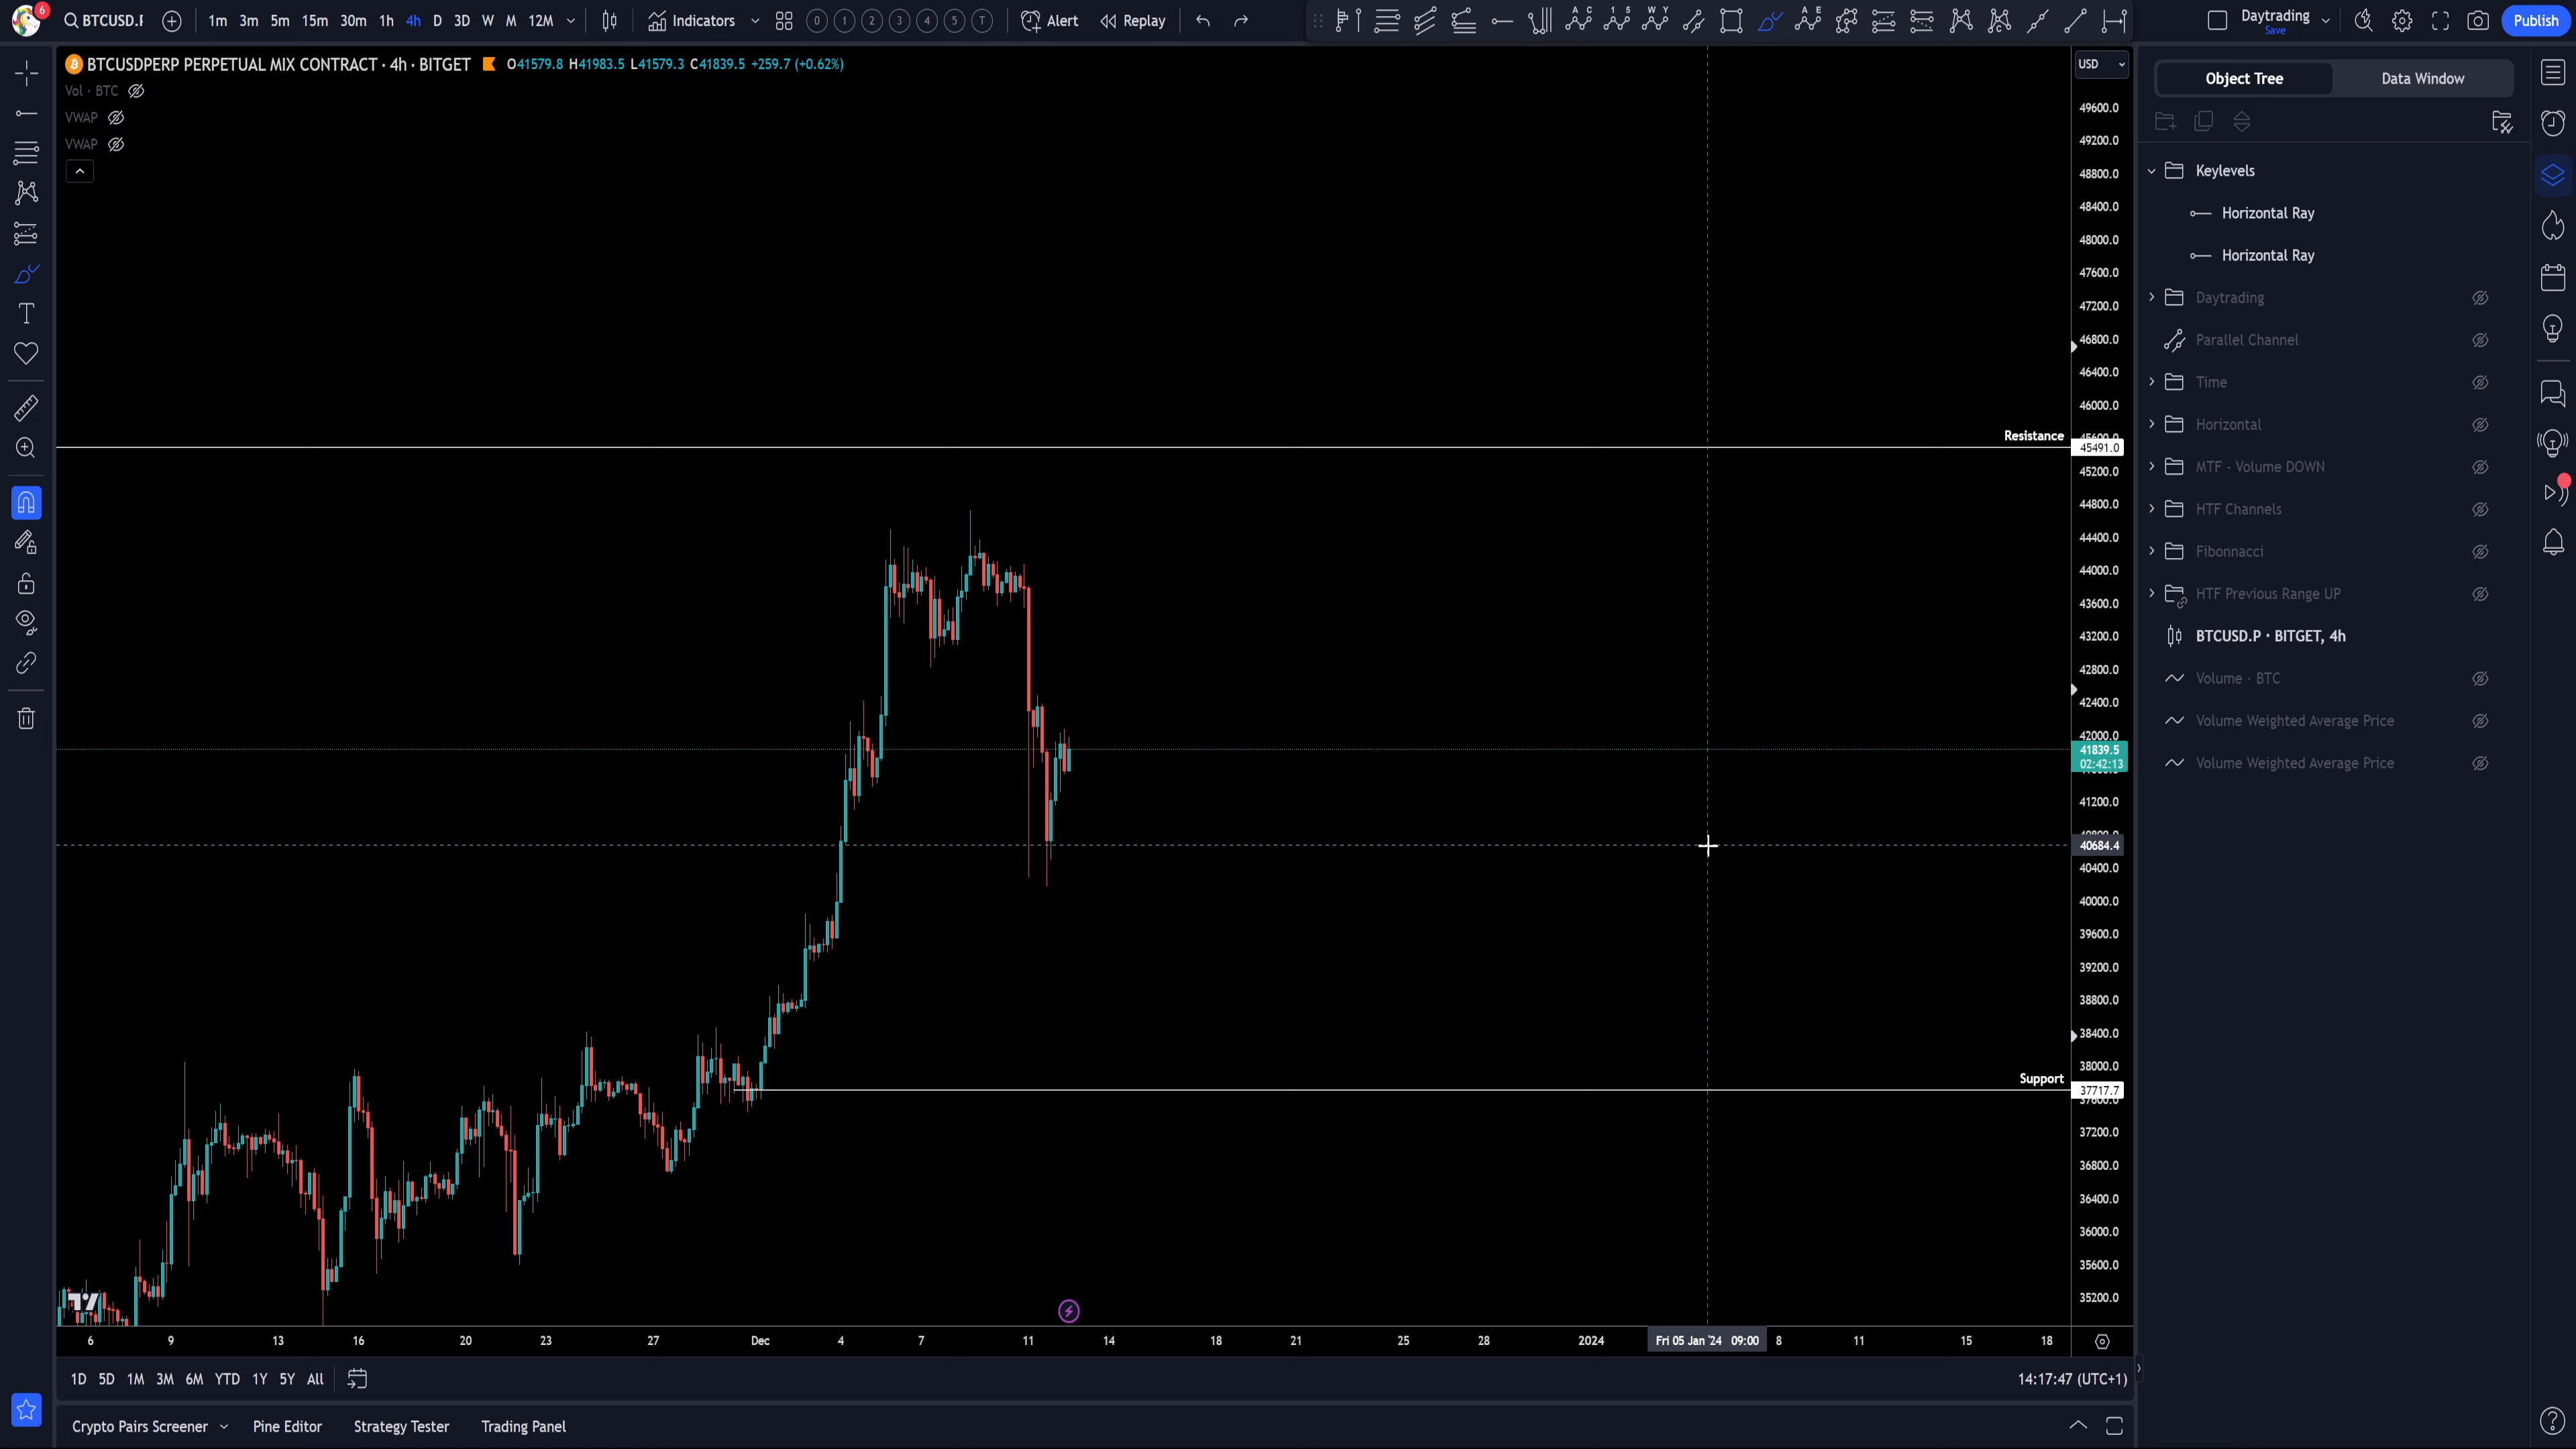 6
BTCUSD.F
1m 3m 5m 15m 30m 1h 4h D 3D W M 12M
Indicators
0 1 2 3 4 5 T
Alert
Replay
A C
1 5
W Y
A E
Daytrading
Save
Publish
BTCUSDPERP PERPETUAL MIX CONTRACT · 4h · BITGET O41579.8 H41983.5 L41579.3 C41839.5 +259.7 (+0.62%)
Vol · BTC
VWAP
VWAP
USD
49600.0
49200.0
48800.0
48400.0
48000.0
47600.0
47200.0
46800.0
46400.0
46000.0
Resistance
45491.0
45200.0
44800.0
44400.0
44000.0
43600.0
43200.0
42800.0
42400.0
42000.0
41839.5
02:42:13
41200.0
40684.4
40400.0
40000.0
39600.0
39200.0
38800.0
38400.0
38000.0
Support
37717.7
37200.0
36800.0
36400.0
36000.0
35600.0
35200.0
6 9 13 16 20 23 27 Dec 4 7 11 14 18 21 25 28 2024 Fri 05 Jan '24 09:00 8 11 15 18
1D 5D 1M 3M 6M YTD 1Y 5Y All
14:17:47 (UTC+1)
Crypto Pairs Screener
Pine Editor
Strategy Tester
Trading Panel
Object Tree
Data Window
Keylevels
Horizontal Ray
Horizontal Ray
Daytrading
Parallel Channel
Time
Horizontal
MTF - Volume DOWN
HTF Channels
Fibonnacci
HTF Previous Range UP
BTCUSD.P · BITGET, 4h
Volume · BTC
Volume Weighted Average Price
Volume Weighted Average Price